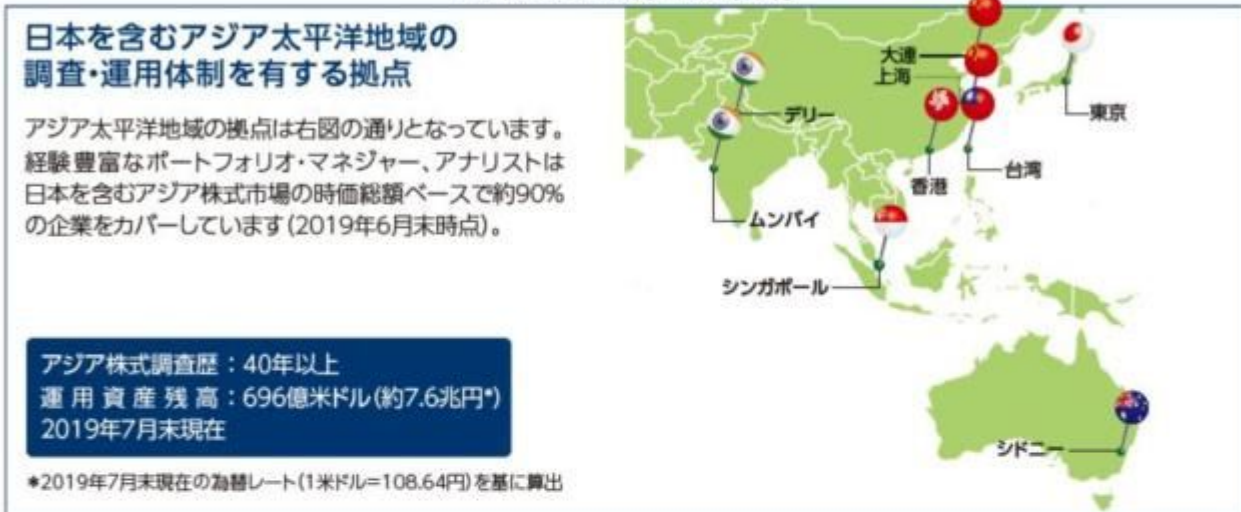 日本を含むアジア太平洋地域の
調査・運用体制を有する拠点
アジア太平洋地域の拠点は右図の通りとなっています。
経験豊富なポートフォリオ・マネジャー、アナリストは
日本を含むアジア株式市場の時価総額ベースで約90%
の企業をカバーしています(2019年6月末時点)。
アジア株式調査歴：40年以上
運用資産残高：696億米ドル(約7.6兆円*)
2019年7月末現在
*2019年7月末現在の為替レート(1米ドル=108.64円)を基に算出
大連
上海
デリー
東京
台湾
香港
ムンバイ
シンガポール
シドニー